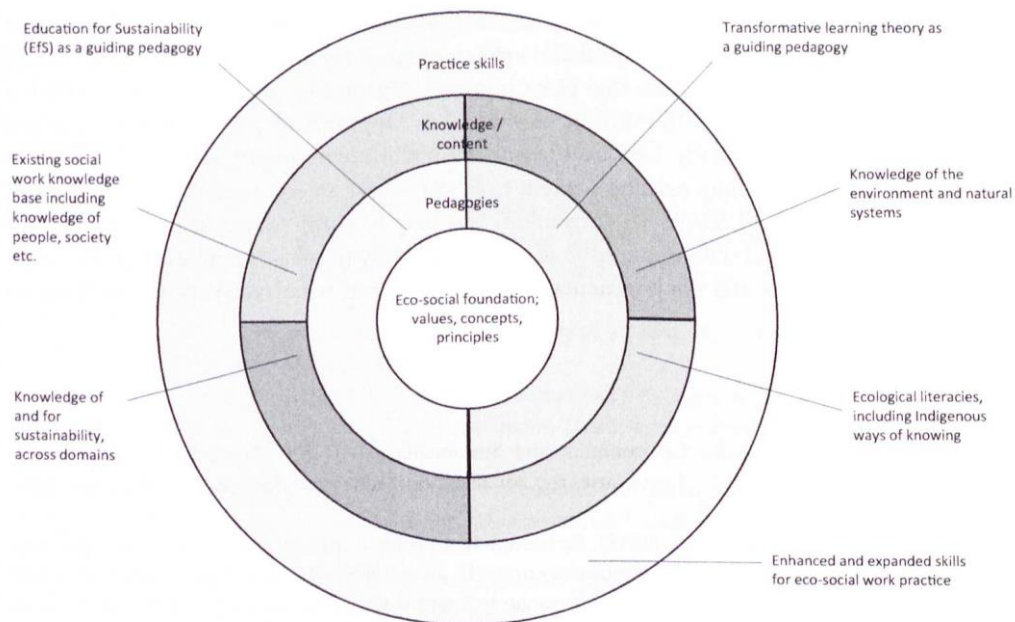 Education for Sustainability
(EfS) as a guiding pedagogy
Transformative learning theory as
a guiding pedagogy
Practice skills
Knowledge /
content
Existing social
work knowledge
base including
knowledge of
people, society
etc.
Knowledge of the
environment and natural
systems
Pedagogies
Eco-social foundation;
values, concepts,
principles
Knowledge of
and for
sustainability,
across domains
Ecological literacies,
including Indigenous
ways of knowing
Enhanced and expanded skills
for eco-social work practice